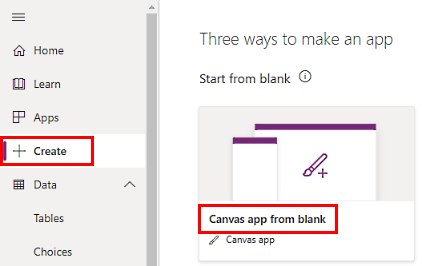 Home
Learn
Apps
Create
Data
Tables
Choices
Three ways to make an app
Start from blank
Canvas app from blank
Canvas app